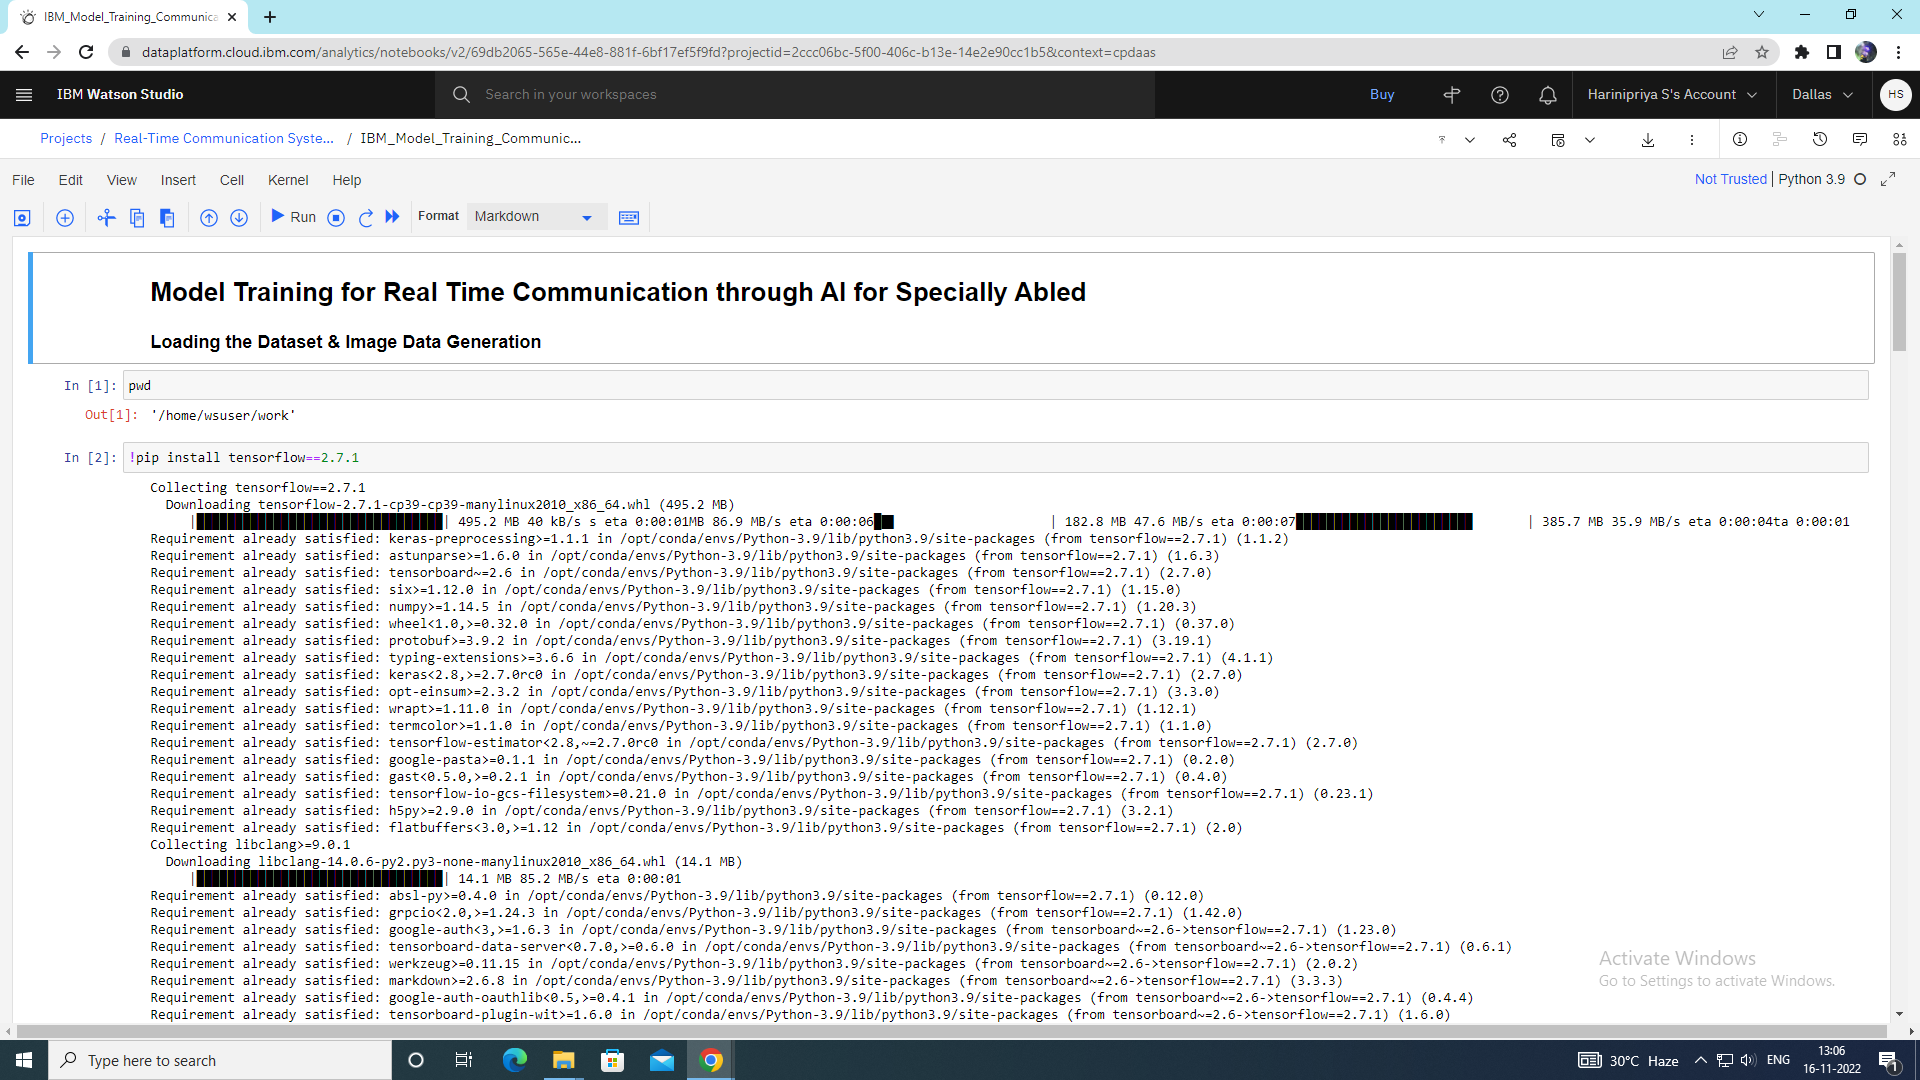 IBM_Model_Training_Communica
dataplatform.cloud.ibm.com/analytics/notebooks/v2/69db2065-565e-44e8-881f-6bf17ef5f9fd?projectid=2ccc06bc-5f00-406c-b13e-14e2e90cc1b5&context=cpdaas
IBM Watson Studio
Search in your workspaces
Buy
Harinipriya S's Account
Dallas
HS
Projects / Real-Time Communication Syste... / IBM_Model_Training_Communic...
File Edit View Insert Cell Kernel Help
Not Trusted | Python 3.9
Run
Format
Markdown
Model Training for Real Time Communication through AI for Specially Abled
Loading the Dataset & Image Data Generation
In [1]: pwd
Out[1]: '/home/wsuser/work'
In [2]: !pip install tensorflow==2.7.1
Collecting tensorflow==2.7.1
Downloading tensorflow-2.7.1-cp39-cp39-manylinux2010_x86_64.whl (495.2 MB)
| | 495.2 MB 40 kB/s s eta 0:00:01MB 86.9 MB/s eta 0:00:06 | 182.8 MB 47.6 MB/s eta 0:00:07 | 385.7 MB 35.9 MB/s eta 0:00:04ta 0:00:01
Requirement already satisfied: keras-preprocessing>=1.1.1 in /opt/conda/envs/Python-3.9/lib/python3.9/site-packages (from tensorflow==2.7.1) (1.1.2)
Requirement already satisfied: astunparse>=1.6.0 in /opt/conda/envs/Python-3.9/lib/python3.9/site-packages (from tensorflow==2.7.1) (1.6.3)
Requirement already satisfied: tensorboard~=2.6 in /opt/conda/envs/Python-3.9/lib/python3.9/site-packages (from tensorflow==2.7.1) (2.7.0)
Requirement already satisfied: six>=1.12.0 in /opt/conda/envs/Python-3.9/lib/python3.9/site-packages (from tensorflow==2.7.1) (1.15.0)
Requirement already satisfied: numpy>=1.14.5 in /opt/conda/envs/Python-3.9/lib/python3.9/site-packages (from tensorflow==2.7.1) (1.20.3)
Requirement already satisfied: wheel<1.0,>=0.32.0 in /opt/conda/envs/Python-3.9/lib/python3.9/site-packages (from tensorflow==2.7.1) (0.37.0)
Requirement already satisfied: protobuf>=3.9.2 in /opt/conda/envs/Python-3.9/lib/python3.9/site-packages (from tensorflow==2.7.1) (3.19.1)
Requirement already satisfied: typing-extensions>=3.6.6 in /opt/conda/envs/Python-3.9/lib/python3.9/site-packages (from tensorflow==2.7.1) (4.1.1)
Requirement already satisfied: keras<2.8,>=2.7.0rc0 in /opt/conda/envs/Python-3.9/lib/python3.9/site-packages (from tensorflow==2.7.1) (2.7.0)
Requirement already satisfied: opt-einsum>=2.3.2 in /opt/conda/envs/Python-3.9/lib/python3.9/site-packages (from tensorflow==2.7.1) (3.3.0)
Requirement already satisfied: wrapt>=1.11.0 in /opt/conda/envs/Python-3.9/lib/python3.9/site-packages (from tensorflow==2.7.1) (1.12.1)
Requirement already satisfied: termcolor>=1.1.0 in /opt/conda/envs/Python-3.9/lib/python3.9/site-packages (from tensorflow==2.7.1) (1.1.0)
Requirement already satisfied: tensorflow-estimator<2.8,~=2.7.0rc0 in /opt/conda/envs/Python-3.9/lib/python3.9/site-packages (from tensorflow==2.7.1) (2.7.0)
Requirement already satisfied: google-pasta>=0.1.1 in /opt/conda/envs/Python-3.9/lib/python3.9/site-packages (from tensorflow==2.7.1) (0.2.0)
Requirement already satisfied: gast<0.5.0,>=0.2.1 in /opt/conda/envs/Python-3.9/lib/python3.9/site-packages (from tensorflow==2.7.1) (0.4.0)
Requirement already satisfied: tensorflow-io-gcs-filesystem>=0.21.0 in /opt/conda/envs/Python-3.9/lib/python3.9/site-packages (from tensorflow==2.7.1) (0.23.1)
Requirement already satisfied: h5py>=2.9.0 in /opt/conda/envs/Python-3.9/lib/python3.9/site-packages (from tensorflow==2.7.1) (3.2.1)
Requirement already satisfied: flatbuffers<3.0,>=1.12 in /opt/conda/envs/Python-3.9/lib/python3.9/site-packages (from tensorflow==2.7.1) (2.0)
Collecting libclang>=9.0.1
Downloading libclang-14.0.6-py2.py3-none-manylinux2010_x86_64.whl (14.1 MB)
| | 14.1 MB 85.2 MB/s eta 0:00:01
Requirement already satisfied: absl-py>=0.4.0 in /opt/conda/envs/Python-3.9/lib/python3.9/site-packages (from tensorflow==2.7.1) (0.12.0)
Requirement already satisfied: grpcio<2.0,>=1.24.3 in /opt/conda/envs/Python-3.9/lib/python3.9/site-packages (from tensorflow==2.7.1) (1.42.0)
Requirement already satisfied: google-auth<3,>=1.6.3 in /opt/conda/envs/Python-3.9/lib/python3.9/site-packages (from tensorboard~=2.6->tensorflow==2.7.1) (1.23.0)
Requirement already satisfied: tensorboard-data-server<0.7.0,>=0.6.0 in /opt/conda/envs/Python-3.9/lib/python3.9/site-packages (from tensorboard~=2.6->tensorflow==2.7.1) (0.6.1)
Requirement already satisfied: werkzeug>=0.11.15 in /opt/conda/envs/Python-3.9/lib/python3.9/site-packages (from tensorboard~=2.6->tensorflow==2.7.1) (2.0.2)
Requirement already satisfied: markdown>=2.6.8 in /opt/conda/envs/Python-3.9/lib/python3.9/site-packages (from tensorboard~=2.6->tensorflow==2.7.1) (3.3.3)
Requirement already satisfied: google-auth-oauthlib<0.5,>=0.4.1 in /opt/conda/envs/Python-3.9/lib/python3.9/site-packages (from tensorboard~=2.6->tensorflow==2.7.1) (0.4.4)
Requirement already satisfied: tensorboard-plugin-wit>=1.6.0 in /opt/conda/envs/Python-3.9/lib/python3.9/site-packages (from tensorboard~=2.6->tensorflow==2.7.1) (1.6.0)
Activate Windows
Go to Settings to activate Windows.
Type here to search
30°C Haze
ENG
13:06
16-11-2022
1